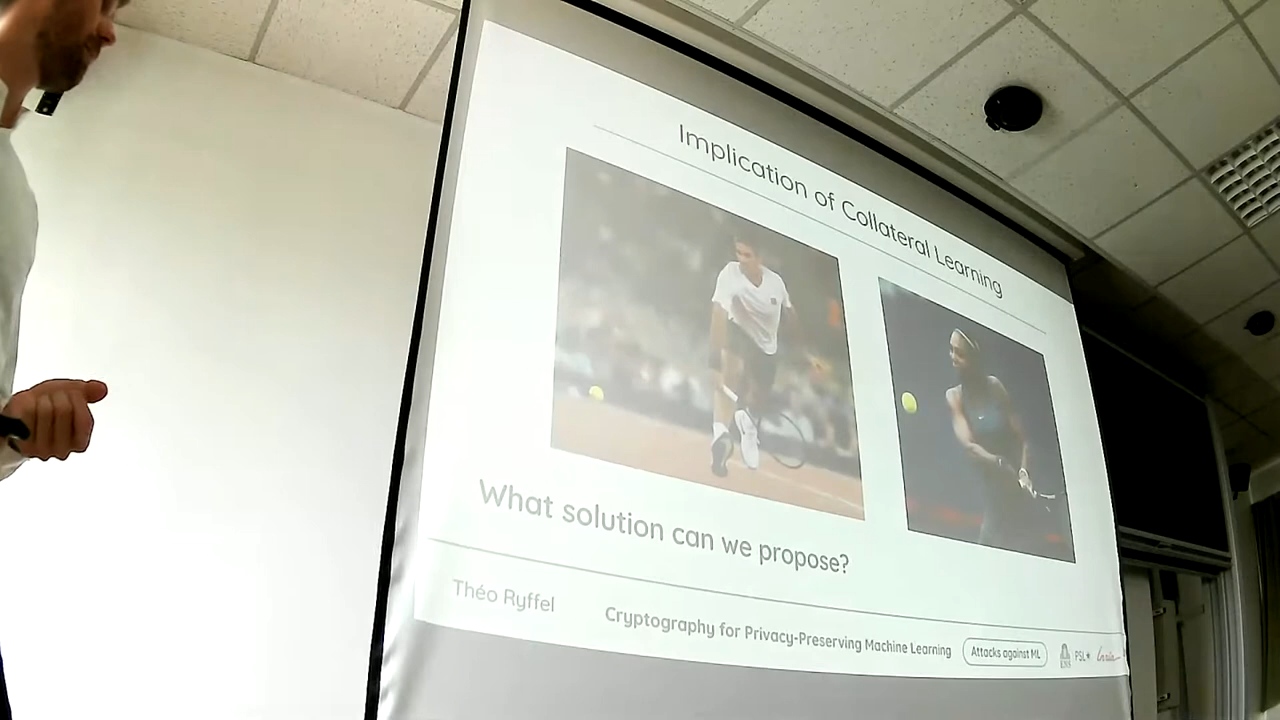 Implication of Collateral Learning
What solution can we propose?
Théo Ryffel
Cryptography for Privacy-Preserving Machine Learning
Attacks against ML
PSL★
Inria